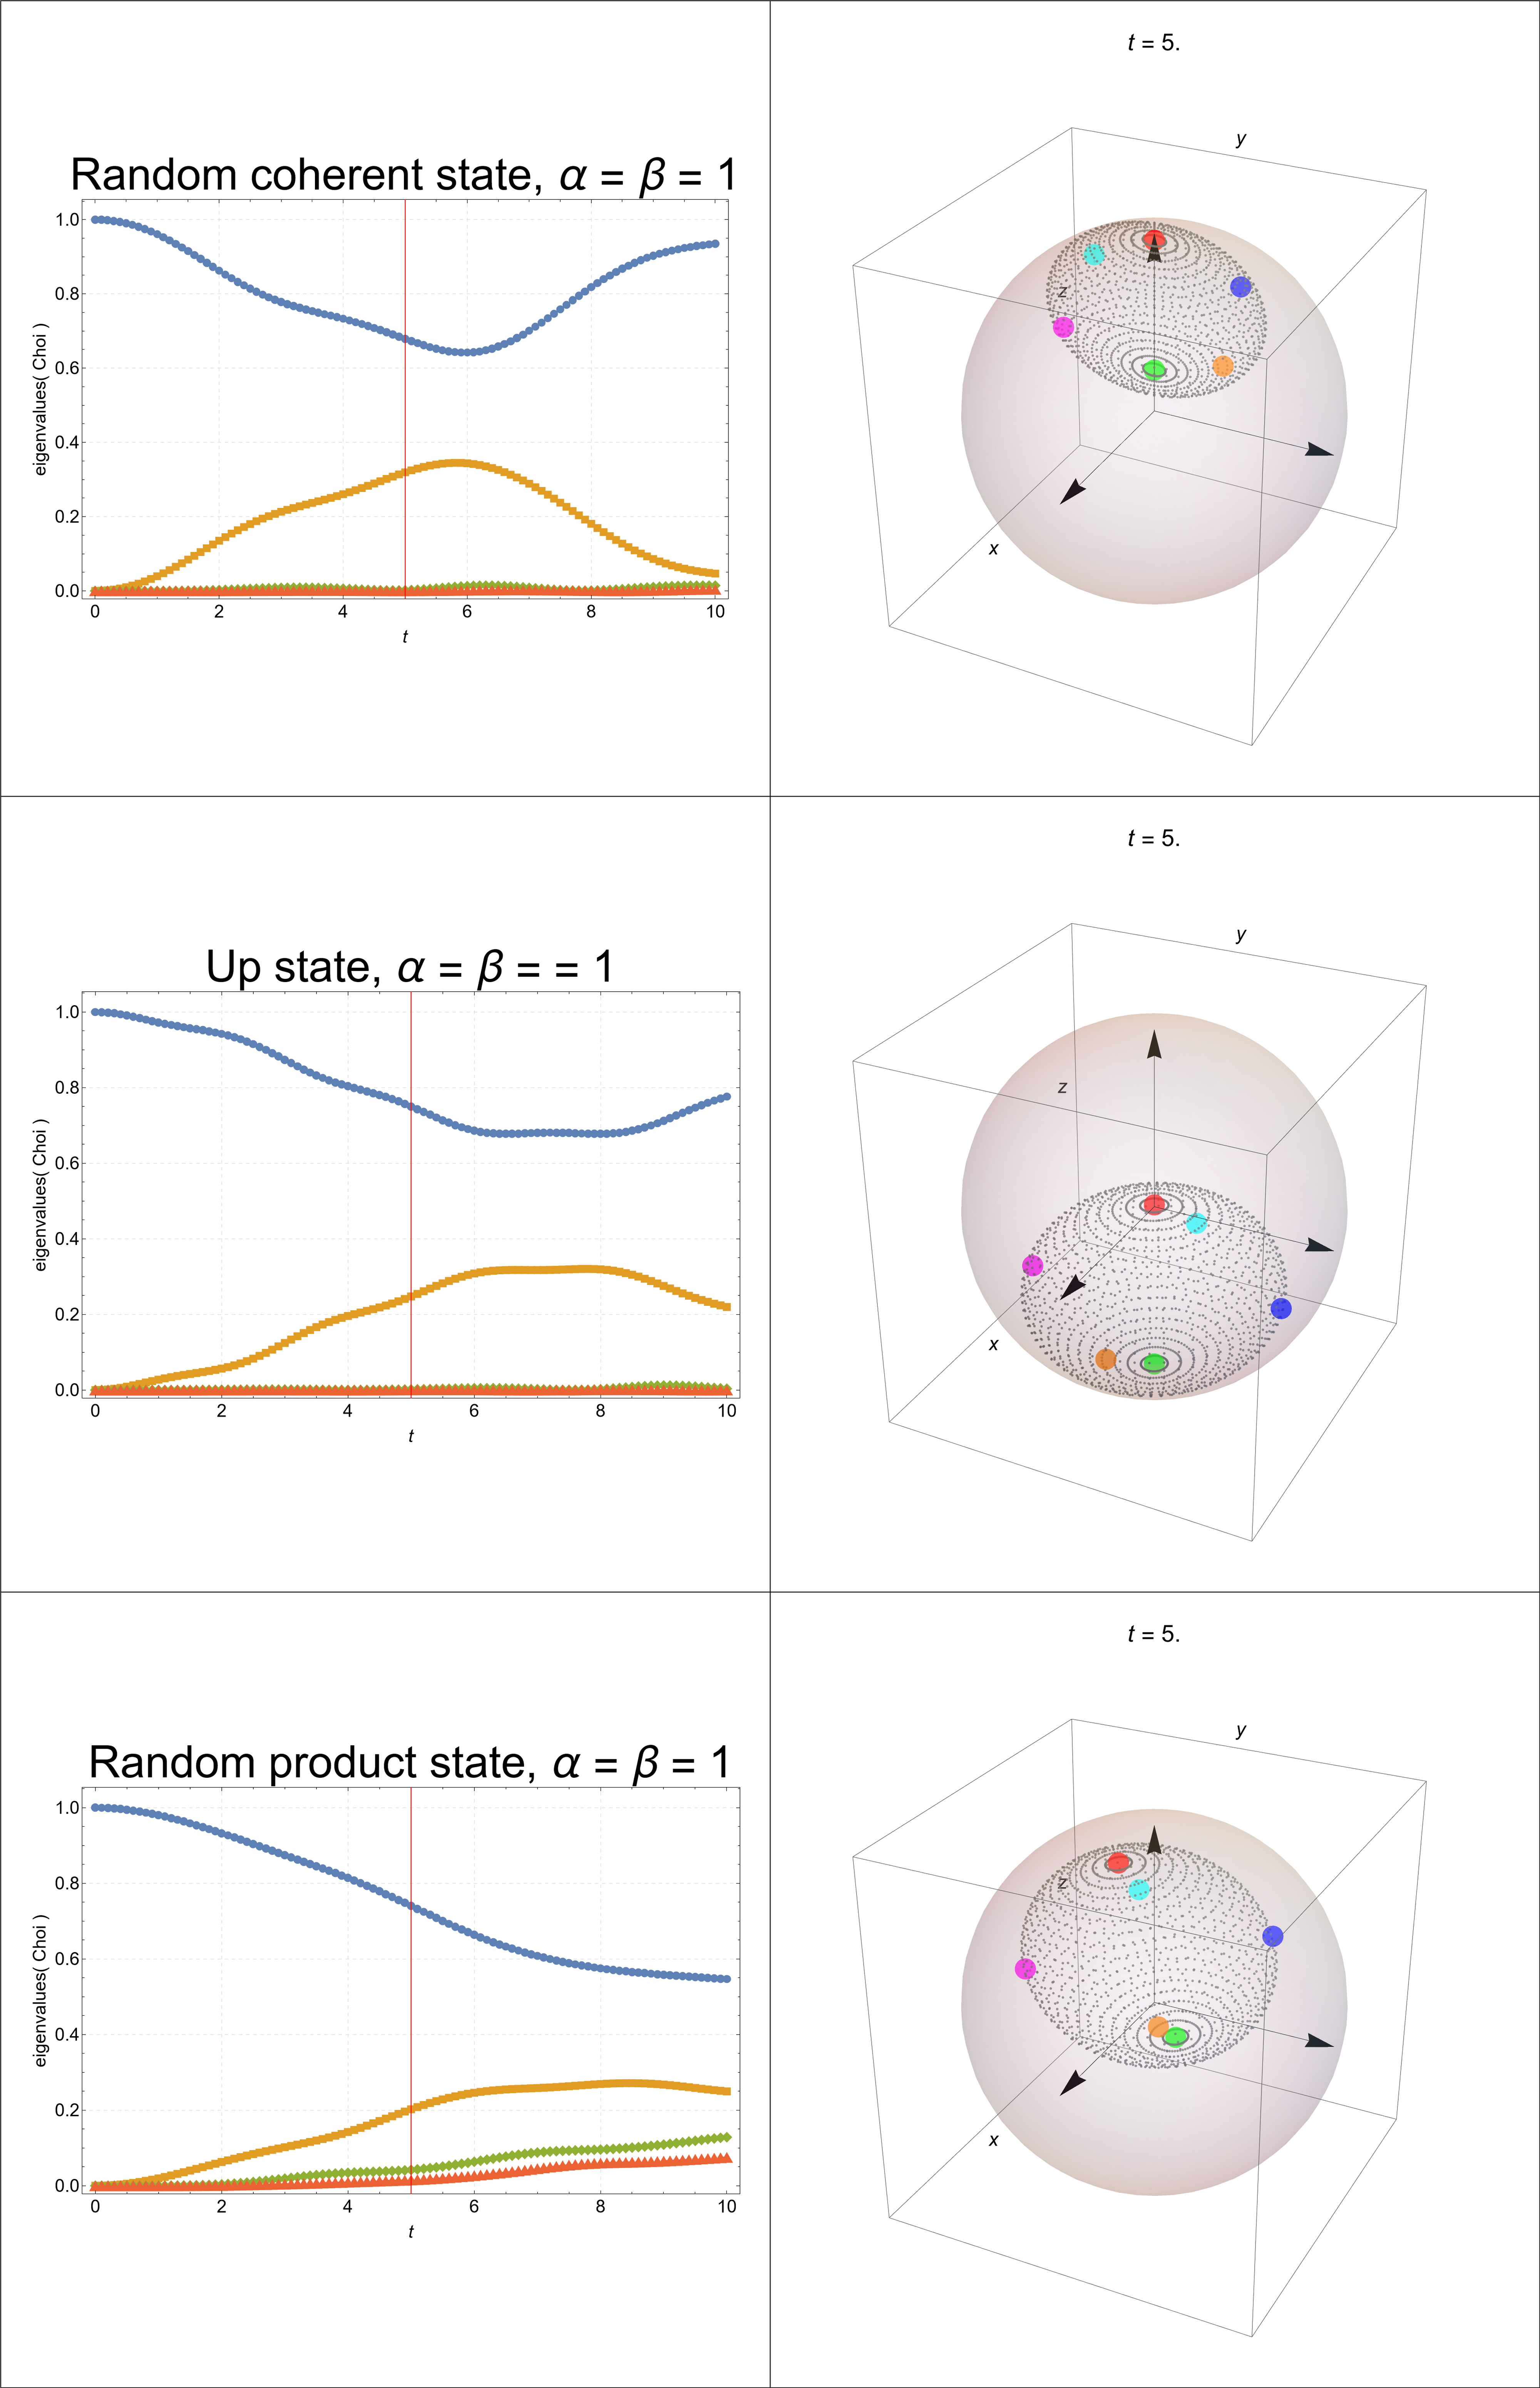 t = 5.
y
Random coherent state, α = β = 1
1.0
0.8
z
0.6
eigenvalues( Choi )
0.4
0.2
x
0.0
0 2 4 6 8 10
t
t = 5.
y
Up state, α = β = = 1
1.0
0.8
z
0.6
eigenvalues( Choi )
0.4
0.2
x
0.0
0 2 4 6 8 10
t
t = 5.
y
Random product state, α = β = 1
1.0
0.8
z
0.6
eigenvalues( Choi )
0.4
0.2
x
0.0
0 2 4 6 8 10
t